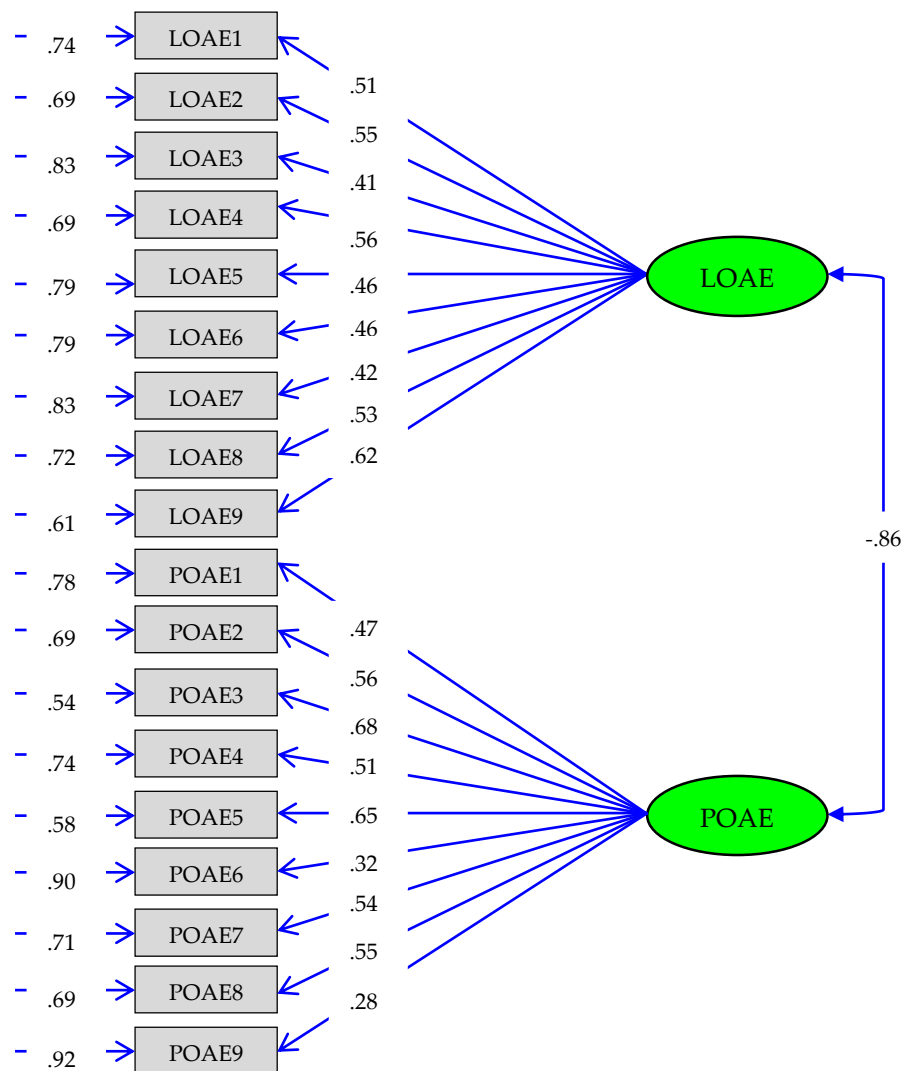 .74 LOAE1
.51
.69 LOAE2
.55
.83 LOAE3
.41
.69 LOAE4
.56
.79 LOAE5
.46
LOAE
.79 LOAE6
.46
.83 LOAE7
.42
.72 LOAE8
.53
.62
.61 LOAE9
-.86
.78 POAE1
.47
.69 POAE2
.56
.54 POAE3
.68
.74 POAE4
.51
.58 POAE5
.65
POAE
.90 POAE6
.32
.71 POAE7
.54
.69 POAE8
.55
.28
.92 POAE9